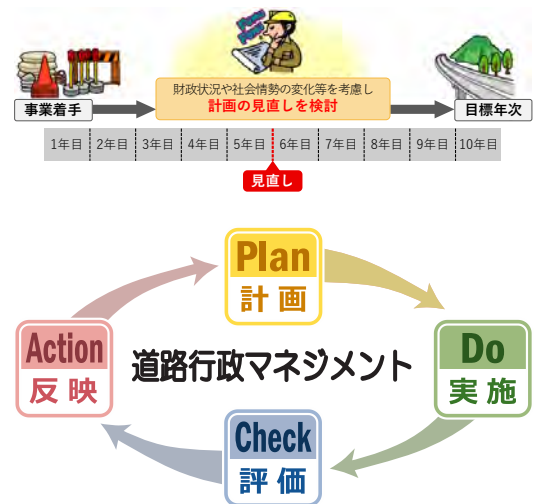 財政状況や社会情勢の変化等を考慮し
計画の見直しを検討
事業着手
目標年次
1年目 2年目 3年目 4年目 5年目 6年目 7年目 8年目 9年目 10年目
見直し
Plan
計画
Action
反映
道路行政マネジメント
Do
実施
Check
評価